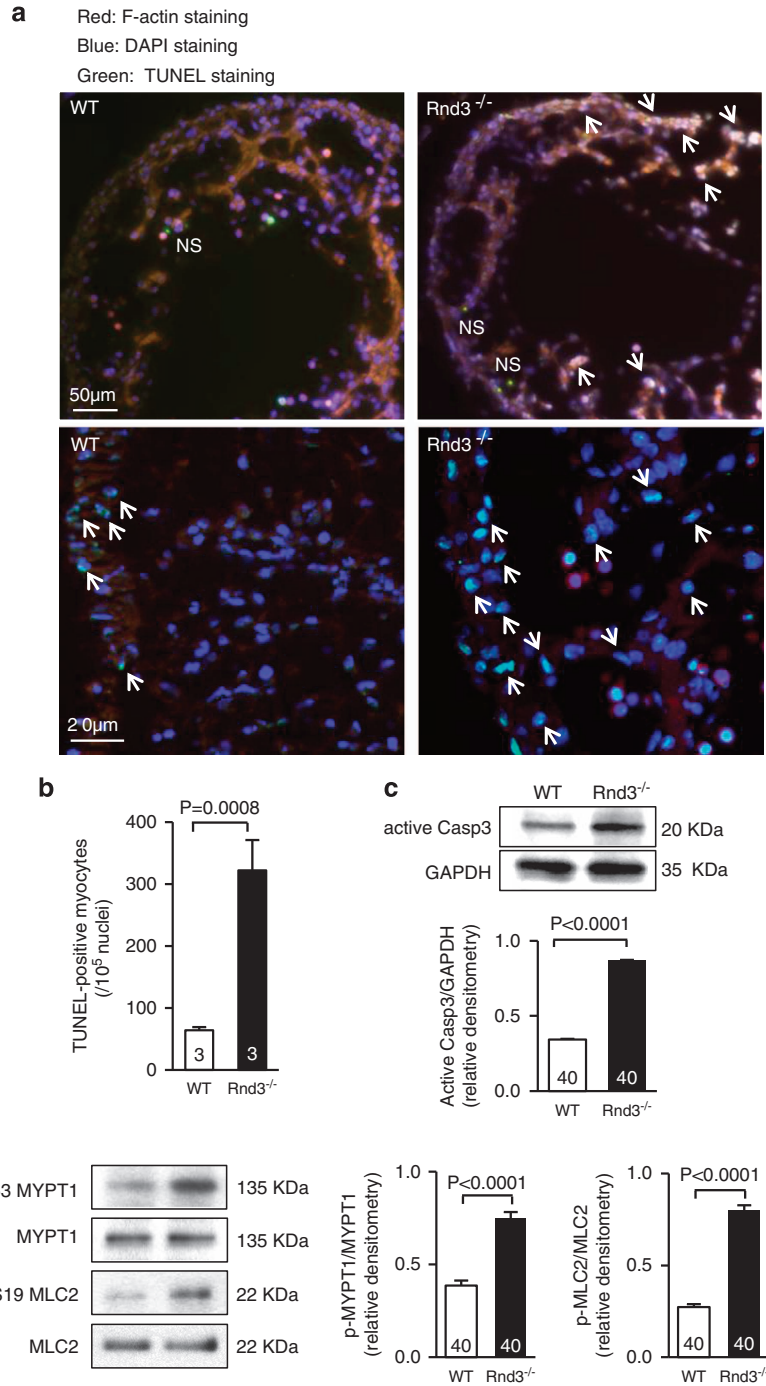 a
Red: F-actin staining
Blue: DAPI staining
Green: TUNEL staining
WT
NS
50μm
Rnd3 -/-
NS
NS
WT
2 0μm
Rnd3-/-
b
P=0.0008
400
300
200
100
0
TUNEL-positive myocytes
(/10⁵ nuclei)
3
3
WT
Rnd3-/-
c
WT
Rnd3-/-
active Casp3
20 KDa
GAPDH
35 KDa
P<0.0001
1.0
0.5
0.0
Active Casp3/GAPDH
(relative densitometry)
40
40
WT
Rnd3-/-
3 MYPT1
135 KDa
MYPT1
135 KDa
S19 MLC2
22 KDa
MLC2
22 KDa
P<0.0001
1.0
0.5
0.0
p-MYPT1/MYPT1
(relative densitometry)
40
40
WT
Rnd3-/-
P<0.0001
1.0
0.5
0.0
p-MLC2/MLC2
(relative densitometry)
40
40
WT
Rnd3-/-